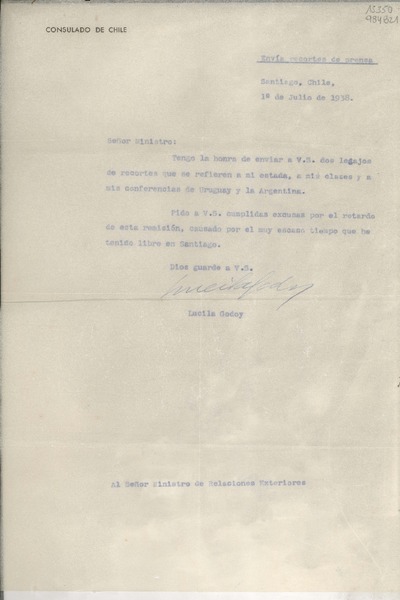 CONSULADO DE CHILE
Envía recortes de prensa
Santiago, Chile,
1º de Julio de 1938.
Señor Ministro:
Tengo la honra de enviar a V.S. dos legajos
de recortes que se refieren a mi estada, a mis clases y a
mis conferencias de Uruguay y la Argentina.
Pido a V.S. cumplidas excusas por el retardo
de esta remisión, causado por el muy escaso tiempo que he
tenido libre en Santiago.
Dios guarde a V.S.
Lucila Godoy
Lucila Godoy
Al Señor Ministro de Relaciones Exteriores